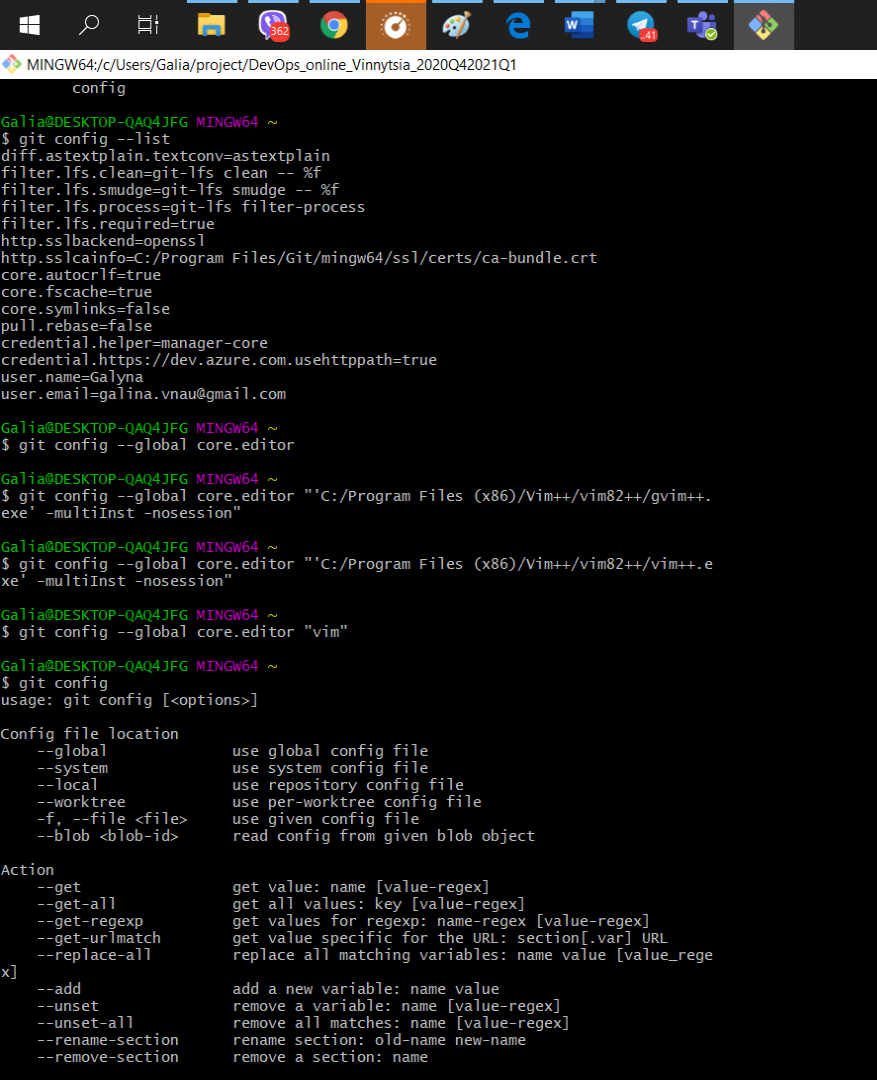 362
W
.41
T
MINGW64:/c/Users/Galia/project/DevOps_online_Vinnytsia_2020Q42021Q1
config
Galia@DESKTOP-QAQ4JFG MINGW64 ~
$ git config --list
diff.astextplain.textconv=astextplain
filter.lfs.clean=git-lfs clean -- %f
filter.lfs.smudge=git-lfs smudge -- %f
filter.lfs.process=git-lfs filter-process
filter.lfs.required=true
http.sslbackend=openssl
http.sslcainfo=C:/Program Files/Git/mingw64/ssl/certs/ca-bundle.crt
core.autocrlf=true
core.fscache=true
core.symlinks=false
pull.rebase=false
credential.helper=manager-core
credential.https://dev.azure.com.usehttppath=true
user.name=Galyna
user.email=galina.vnau@gmail.com
Galia@DESKTOP-QAQ4JFG MINGW64 ~
$ git config --global core.editor
Galia@DESKTOP-QAQ4JFG MINGW64 ~
$ git config --global core.editor "'C:/Program Files (x86)/Vim++/vim82++/gvim++.
exe' -multiInst -nosession"
Galia@DESKTOP-QAQ4JFG MINGW64 ~
$ git config --global core.editor "'C:/Program Files (x86)/Vim++/vim82++/vim++.e
xe' -multiInst -nosession"
Galia@DESKTOP-QAQ4JFG MINGW64 ~
$ git config --global core.editor "vim"
Galia@DESKTOP-QAQ4JFG MINGW64 ~
$ git config
usage: git config [<options>]
Config file location
--global use global config file
--system use system config file
--local use repository config file
--worktree use per-worktree config file
-f, --file <file> use given config file
--blob <blob-id> read config from given blob object
Action
--get get value: name [value-regex]
--get-all get all values: key [value-regex]
--get-regexp get values for regexp: name-regex [value-regex]
--get-urlmatch get value specific for the URL: section[.var] URL
--replace-all replace all matching variables: name value [value_rege
x]
--add add a new variable: name value
--unset remove a variable: name [value-regex]
--unset-all remove all matches: name [value-regex]
--rename-section rename section: old-name new-name
--remove-section remove a section: name